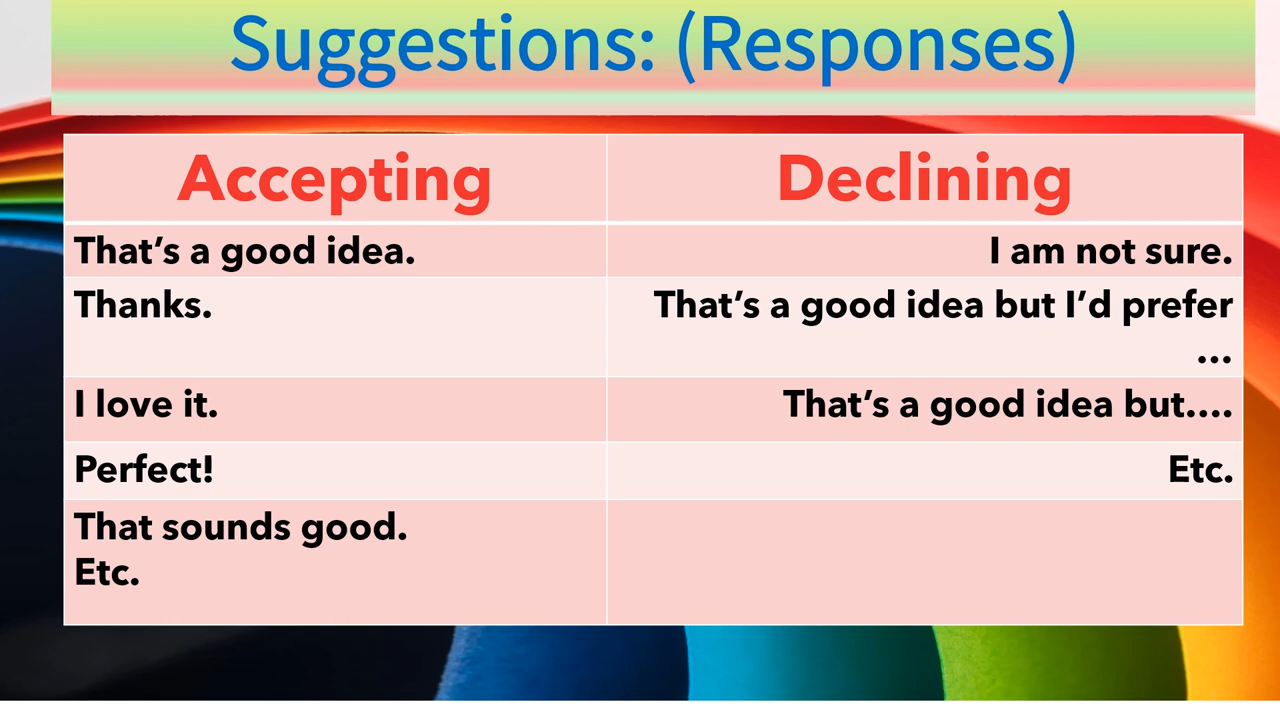 Suggestions: (Responses)
Accepting
Declining
That’s a good idea.
I am not sure.
Thanks.
That’s a good idea but I’d prefer
...
I love it.
That’s a good idea but....
Perfect!
Etc.
That sounds good.
Etc.